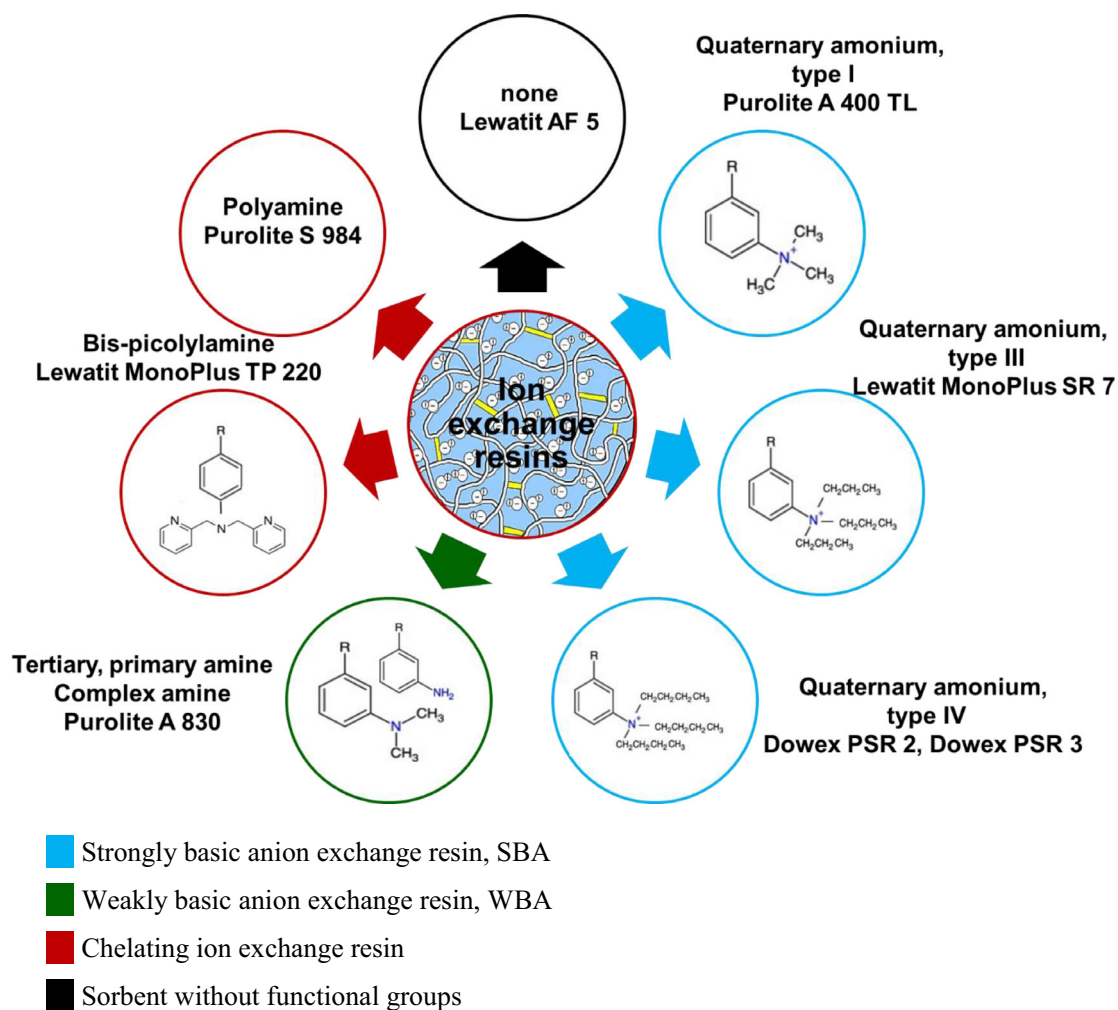 none
Lewatit AF 5
Quaternary amonium,
type I
Purolite A 400 TL
R
N+
CH3
CH3
H3C
Polyamine
Purolite S 984
Quaternary amonium,
type III
Lewatit MonoPlus SR 7
R
N+
CH2CH2CH3
CH2CH2CH3
CH2CH2CH3
Bis-picolylamine
Lewatit MonoPlus TP 220
R
N
N
N
Ion
exchange
resins
Tertiary, primary amine
Complex amine
Purolite A 830
R
R
NH2
N
CH3
CH3
R
N+
CH2CH2CH2CH3
CH2CH2CH2CH3
CH2CH2CH2CH3
Quaternary amonium,
type IV
Dowex PSR 2, Dowex PSR 3
Strongly basic anion exchange resin, SBA
Weakly basic anion exchange resin, WBA
Chelating ion exchange resin
Sorbent without functional groups